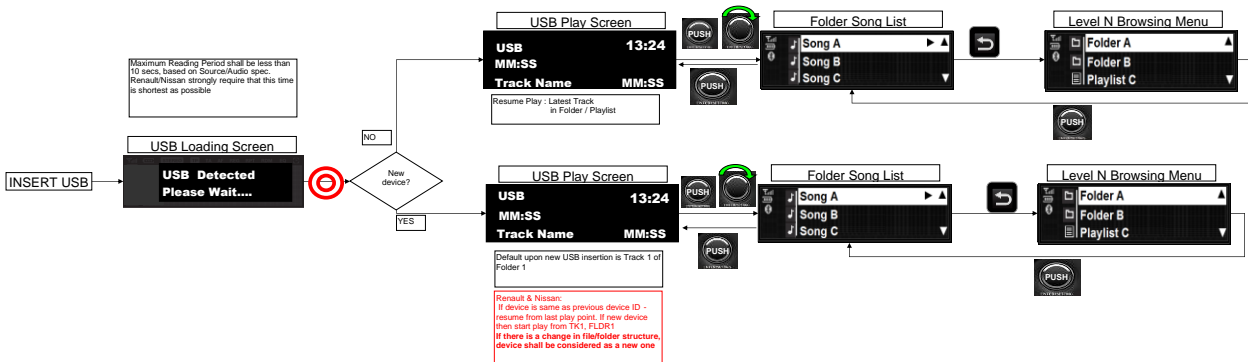 Maximum Reading Period shall be less than
10 secs, based on Source/Audio spec.
Renault/Nissan strongly require that this time
is shortest as possible
USB Loading Screen
INSERT USB
USB Detected
Please Wait....
New
device?
NO
YES
USB Play Screen
USB 13:24
MM:SS
Track Name MM:SS
Resume Play : Latest Track
in Folder / Playlist
PUSH
PUSH
Folder Song List
Song A
Song B
Song C
Level N Browsing Menu
Folder A
Folder B
Playlist C
PUSH
USB Play Screen
USB 13:24
MM:SS
Track Name MM:SS
Default upon new USB insertion is Track 1 of
Folder 1
Renault & Nissan:
If device is same as previous device ID -
resume from last play point. If new device
then start play from TK1, FLDR1
If there is a change in file/folder structure,
device shall be considered as a new one
PUSH
PUSH
Folder Song List
Song A
Song B
Song C
Level N Browsing Menu
Folder A
Folder B
Playlist C
PUSH